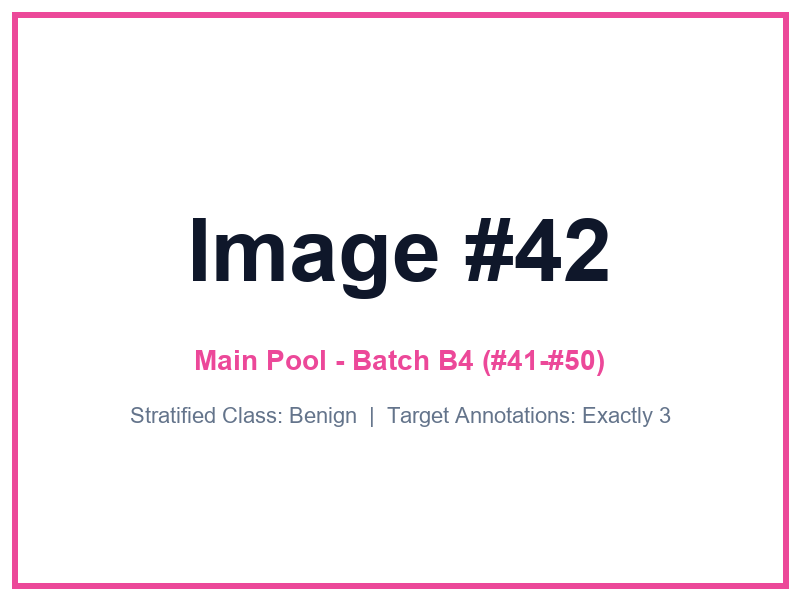 Image #42
Main Pool - Batch B4 (#41-#50)
Stratified Class: Benign | Target Annotations: Exactly 3